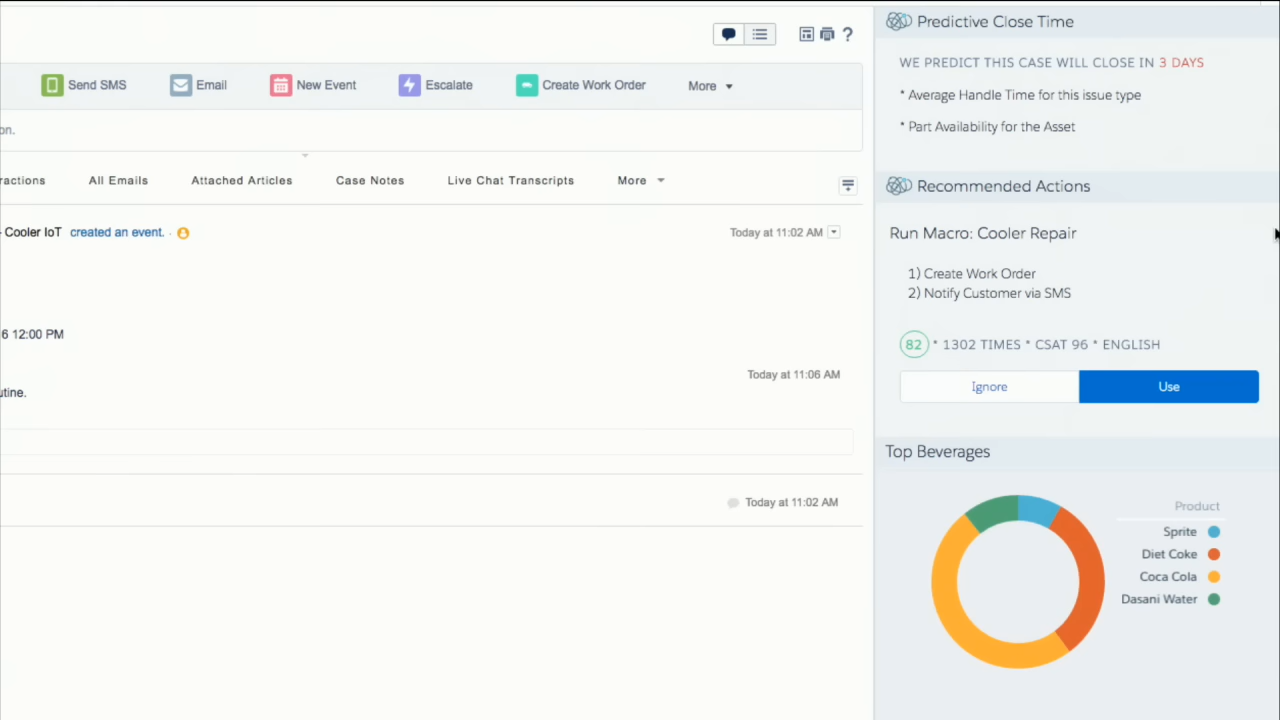 Send SMS
Email
New Event
Escalate
Create Work Order
More
on.
ractions
All Emails
Attached Articles
Case Notes
Live Chat Transcripts
More
- Cooler IoT created an event. ·
Today at 11:02 AM
6 12:00 PM
Today at 11:06 AM
utine.
Today at 11:02 AM
Predictive Close Time
WE PREDICT THIS CASE WILL CLOSE IN 3 DAYS
* Average Handle Time for this issue type
* Part Availability for the Asset
Recommended Actions
Run Macro: Cooler Repair
1) Create Work Order
2) Notify Customer via SMS
82 * 1302 TIMES * CSAT 96 * ENGLISH
Ignore
Use
Top Beverages
Product
Sprite
Diet Coke
Coca Cola
Dasani Water